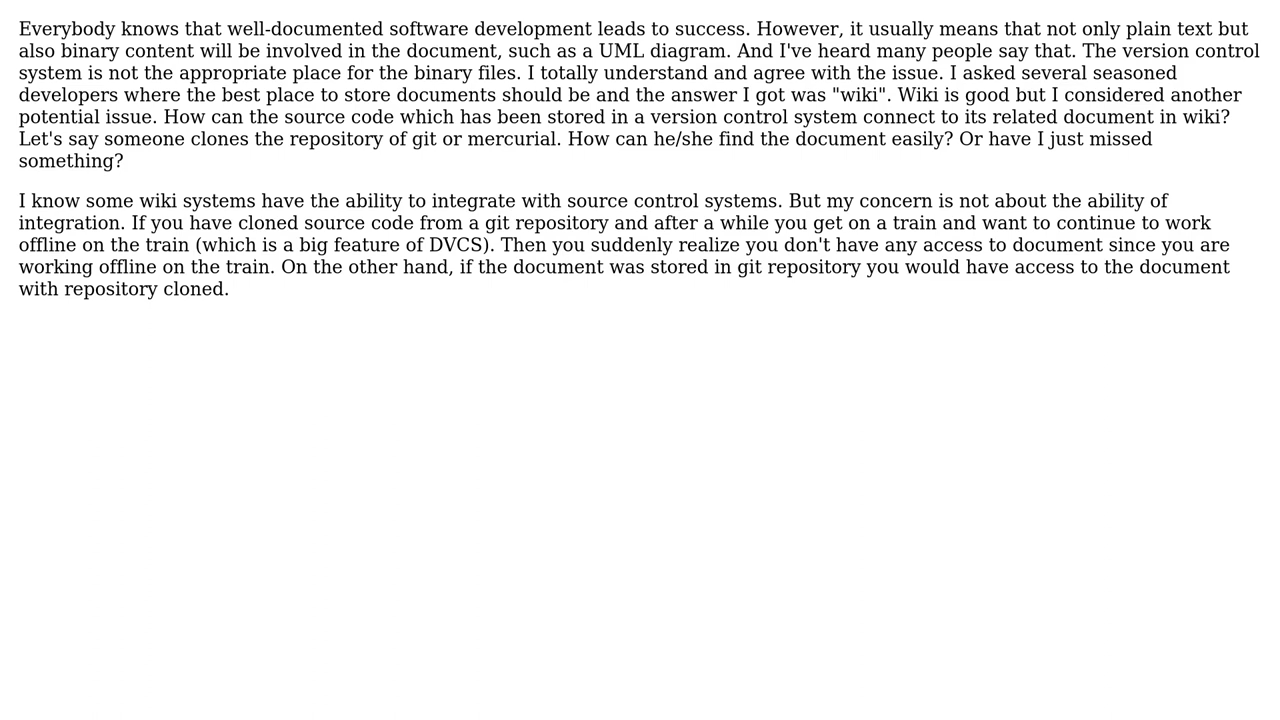 Everybody knows that well-documented software development leads to success. However, it usually means that not only plain text but
also binary content will be involved in the document, such as a UML diagram. And I've heard many people say that. The version control
system is not the appropriate place for the binary files. I totally understand and agree with the issue. I asked several seasoned
developers where the best place to store documents should be and the answer I got was "wiki". Wiki is good but I considered another
potential issue. How can the source code which has been stored in a version control system connect to its related document in wiki?
Let's say someone clones the repository of git or mercurial. How can he/she find the document easily? Or have I just missed
something?
I know some wiki systems have the ability to integrate with source control systems. But my concern is not about the ability of
integration. If you have cloned source code from a git repository and after a while you get on a train and want to continue to work
offline on the train (which is a big feature of DVCS). Then you suddenly realize you don't have any access to document since you are
working offline on the train. On the other hand, if the document was stored in git repository you would have access to the document
with repository cloned.